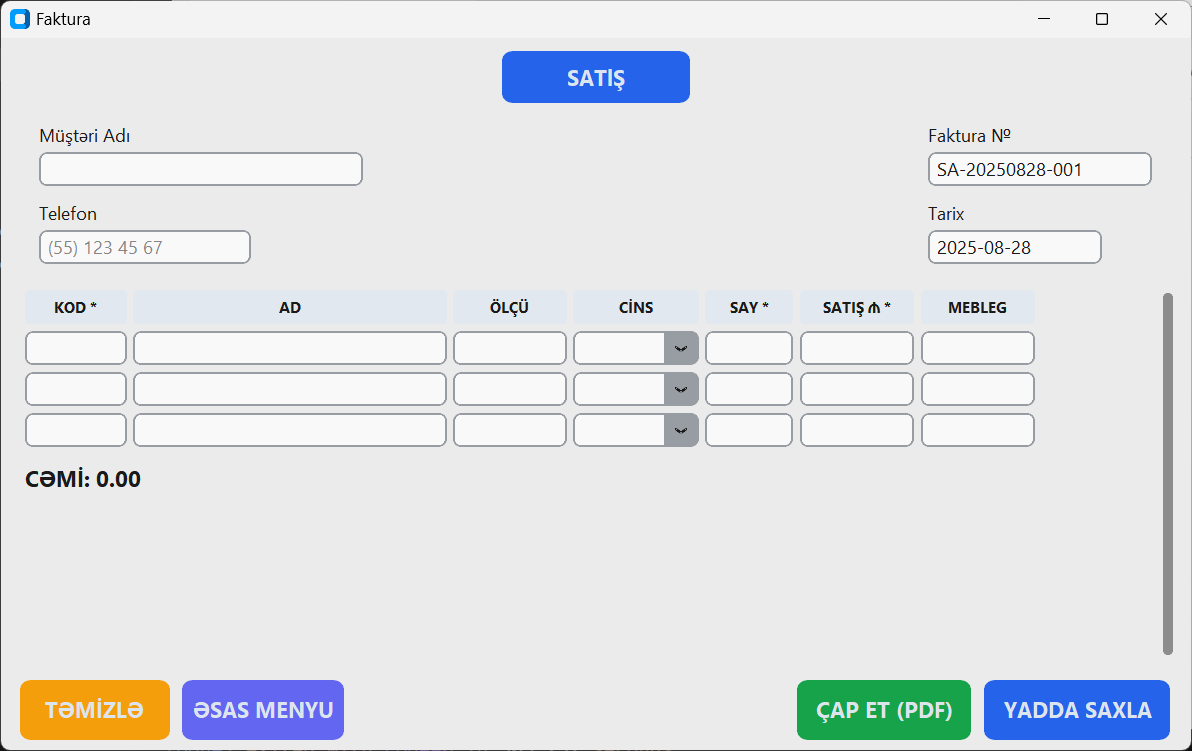 Faktura
SATİŞ
Müştəri Adı
Faktura №
SA-20250828-001
Telefon
Tarix
(55) 123 45 67
2025-08-28
KOD * AD ÖLÇÜ CİNS SAY * SATIŞ ₼ * MEBLEG
CƏMİ: 0.00
TƏMİZLƏ ƏSAS MENYU ÇAP ET (PDF) YADDA SAXLA